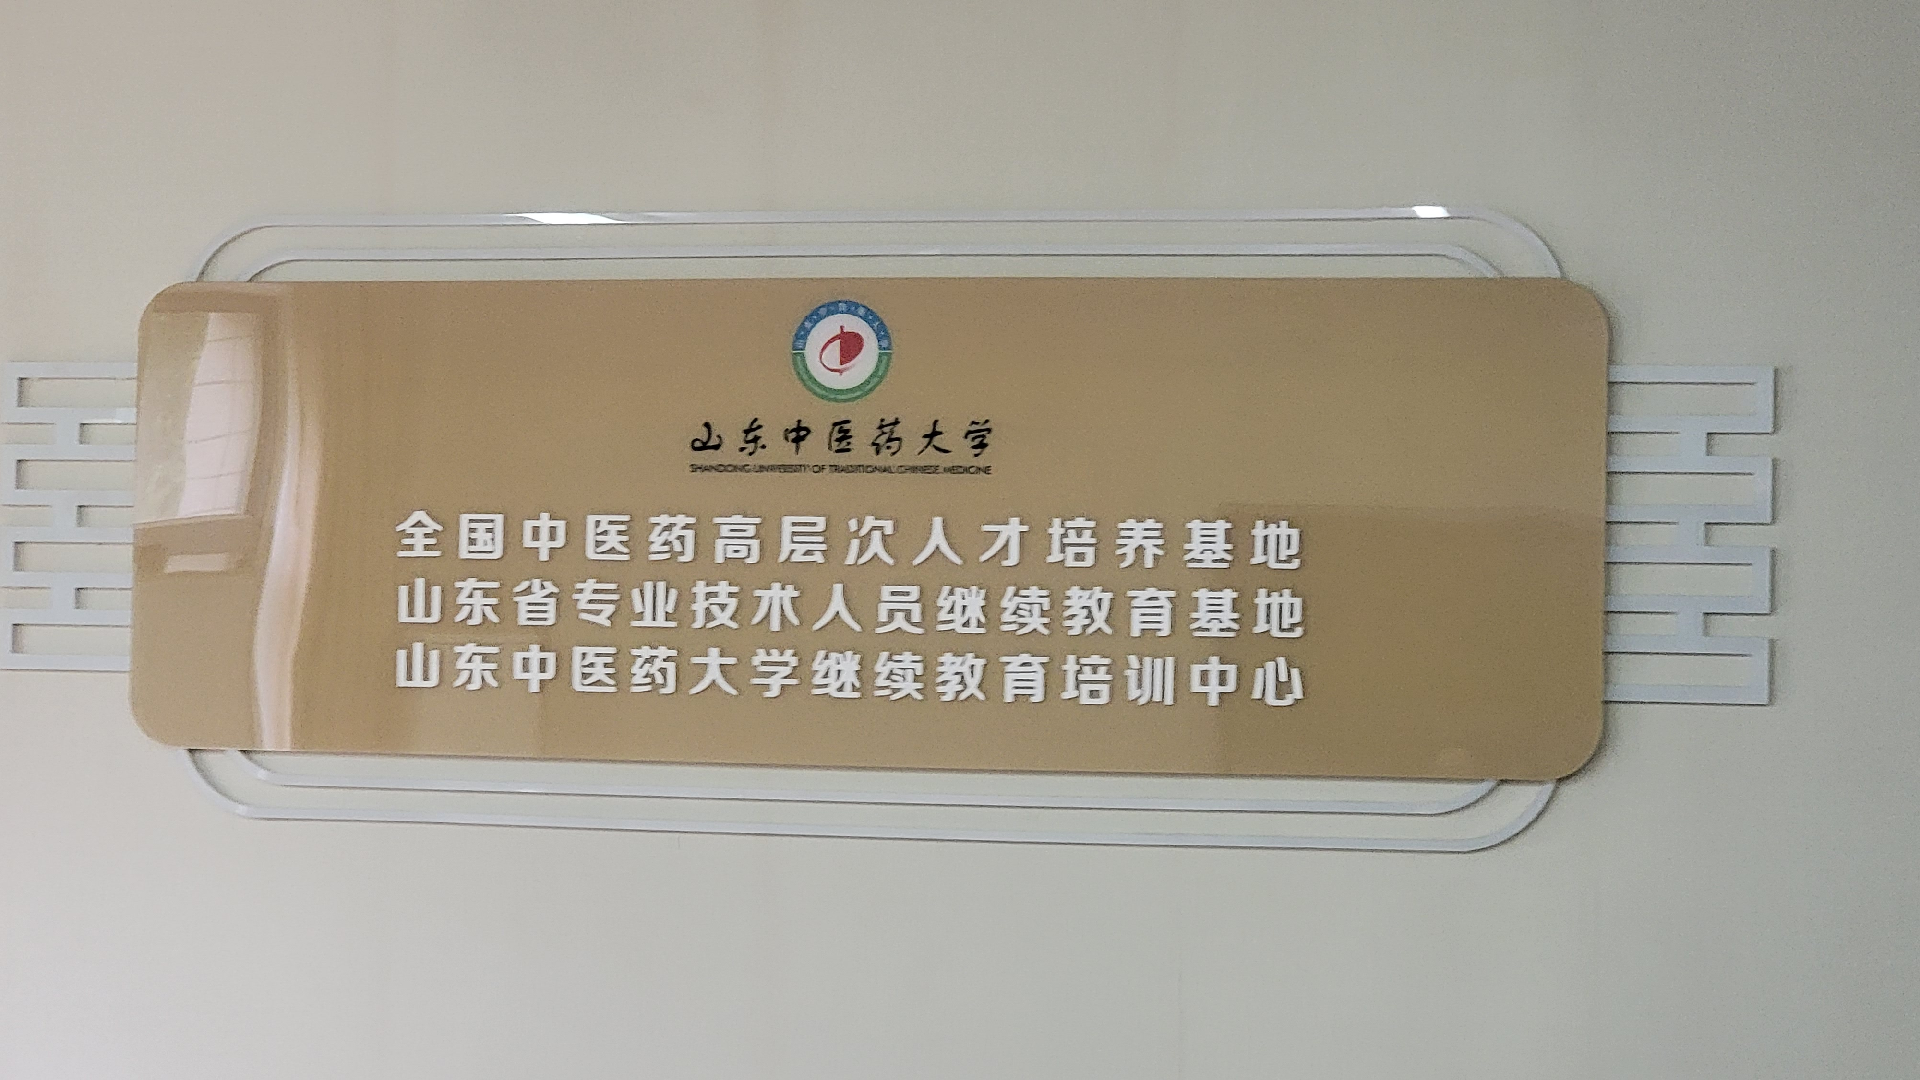 山东中医药大学
SHANDONG UNIVERSITY OF TRADITIONAL CHINESE MEDICINE
全国中医药高层次人才培养基地
山东省专业技术人员继续教育基地
山东中医药大学继续教育培训中心